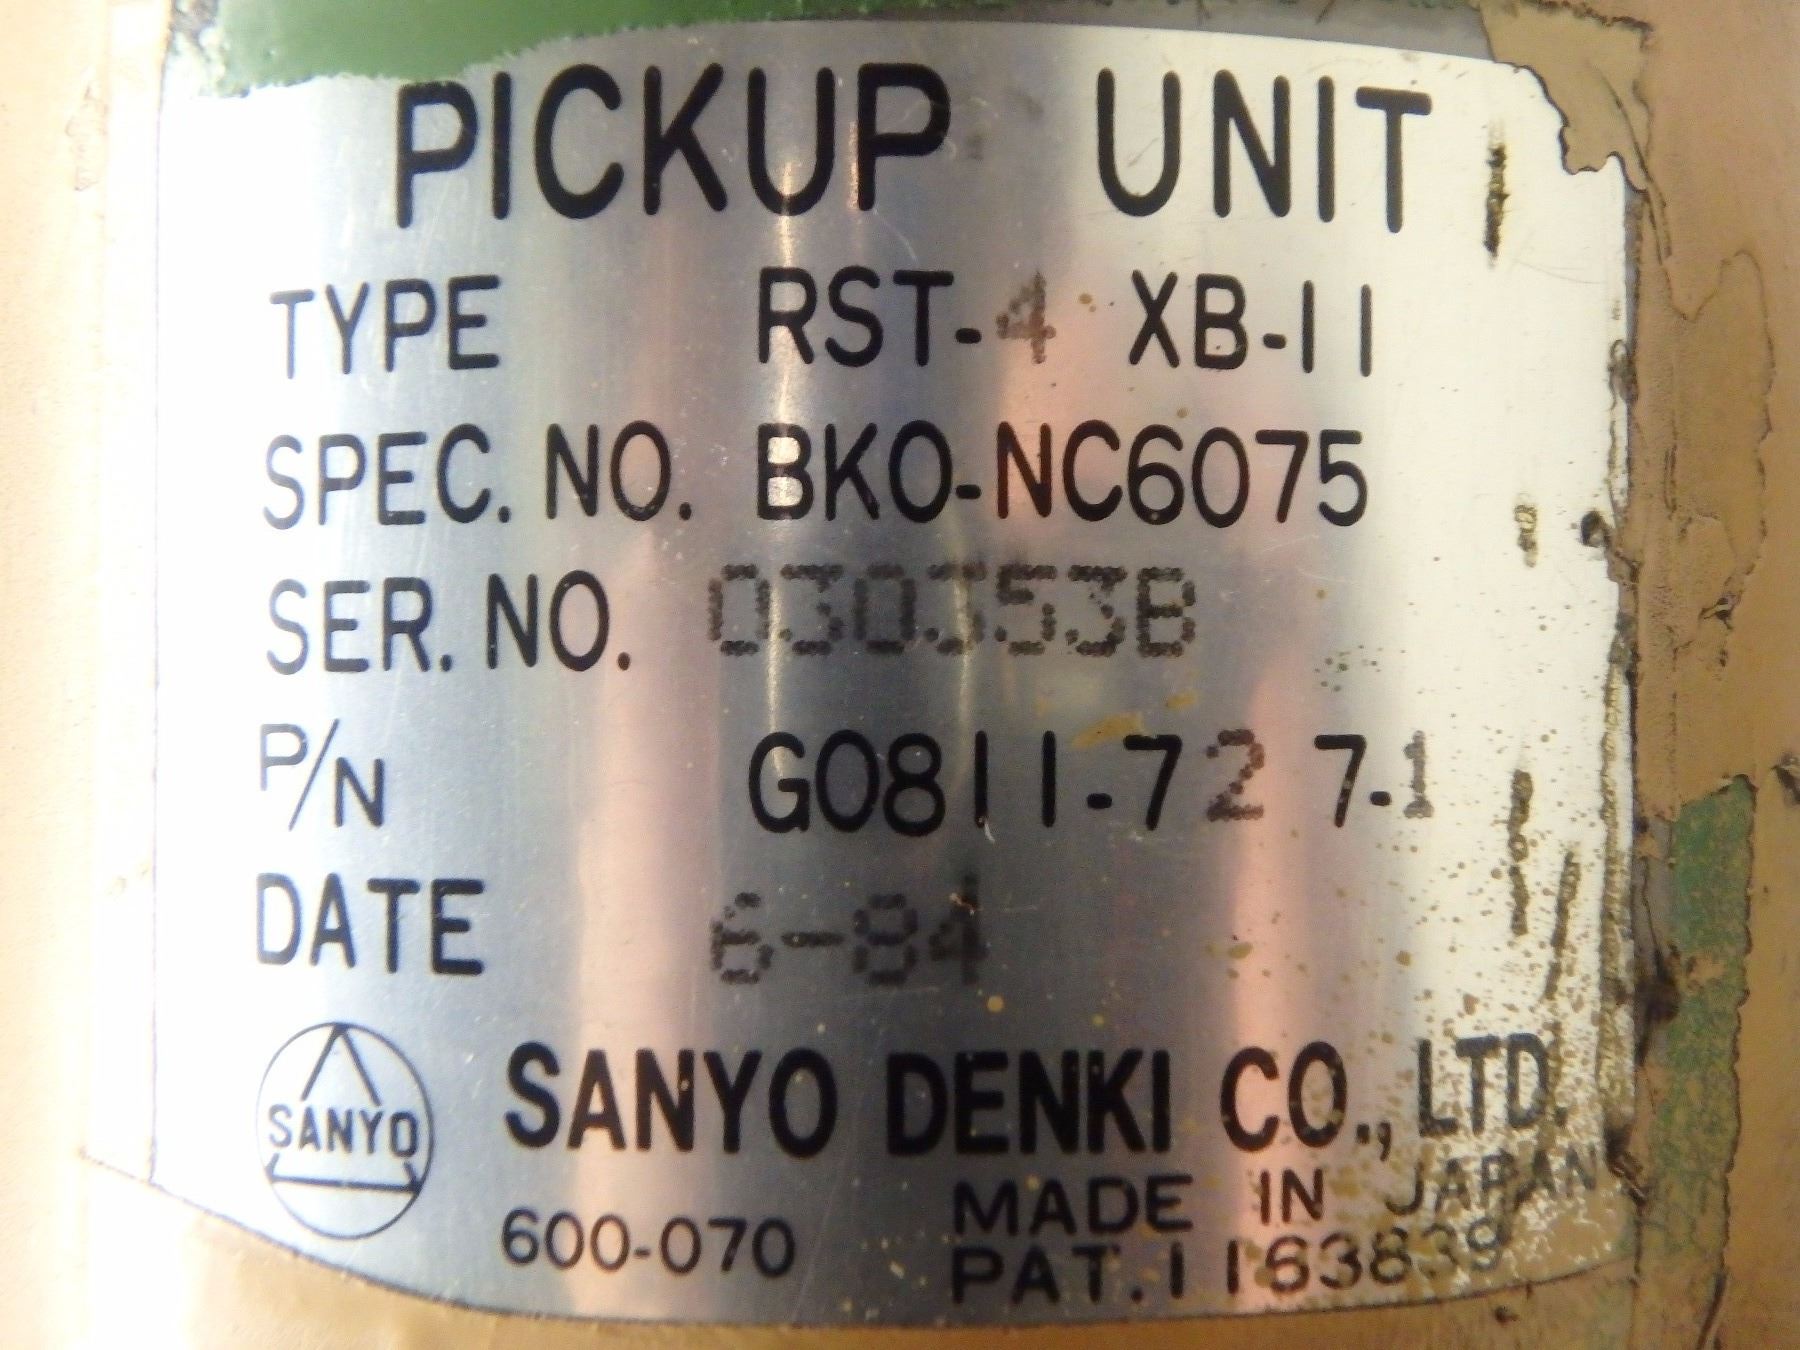 PICKUP UNIT
TYPE RST-4 XB-11
SPEC. NO. BKO-NC6075
SER. NO. 0303533B
P/N G0811-727-1
DATE 6-84
SANYO
SANYO DENKI CO., LTD.
600-070
MADE IN JAPAN
PAT. 1163839